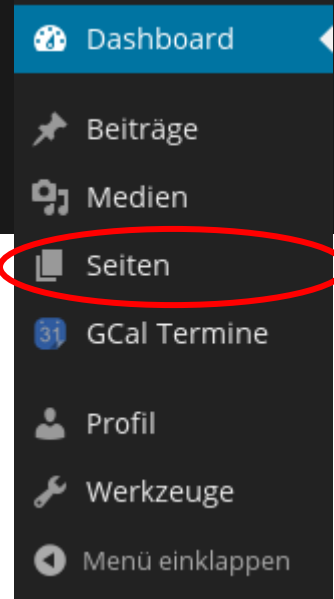 Dashboard
Beiträge
Medien
Seiten
31 GCal Termine
Profil
Werkzeuge
Menü einklappen